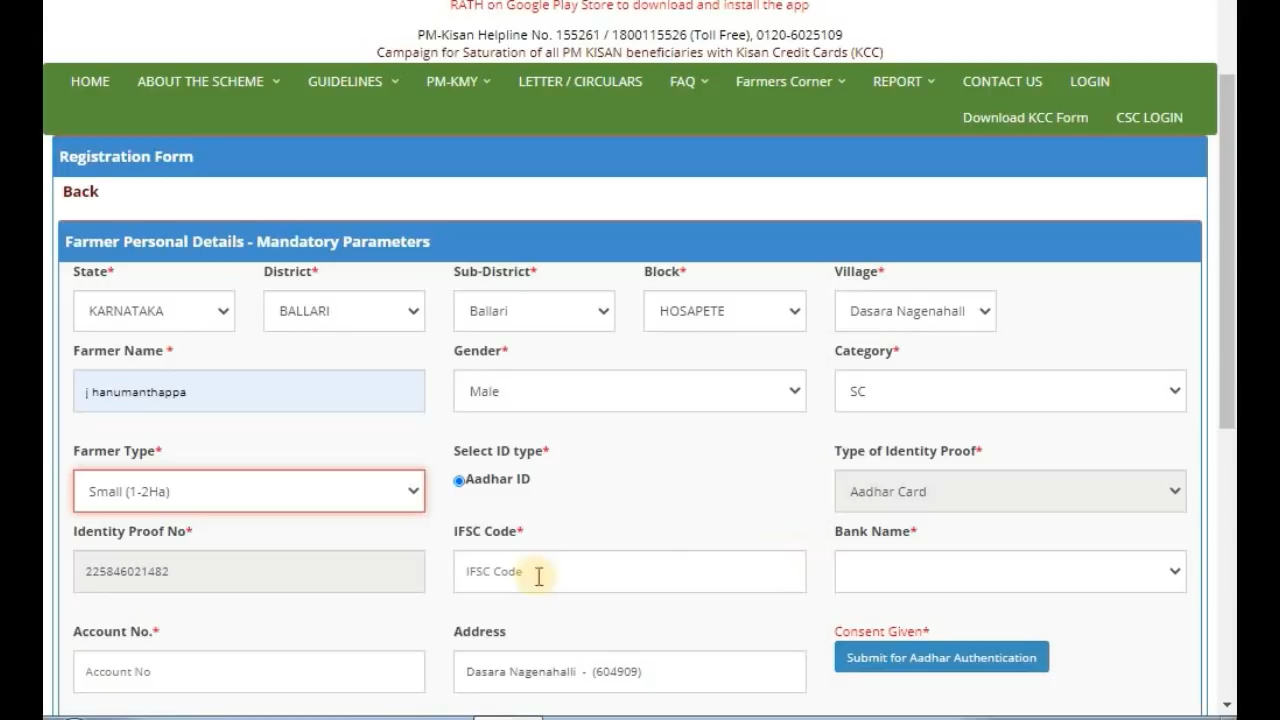 RATH on Google Play Store to download and install the app
PM-Kisan Helpline No. 155261 / 1800115526 (Toll Free), 0120-6025109
Campaign for Saturation of all PM KISAN beneficiaries with Kisan Credit Cards (KCC)
HOME ABOUT THE SCHEME GUIDELINES PM-KMY LETTER / CIRCULARS FAQ Farmers Corner REPORT CONTACT US LOGIN
Download KCC Form CSC LOGIN
Registration Form
Back
Farmer Personal Details - Mandatory Parameters
State* District* Sub-District* Block* Village*
KARNATAKA BALLARI Ballari HOSAPETE Dasara Nagenahall
Farmer Name * Gender* Category*
j hanumanthappa Male SC
Farmer Type* Select ID type* Type of Identity Proof*
Small (1-2Ha) Aadhar ID Aadhar Card
Identity Proof No* IFSC Code* Bank Name*
225846021482 IFSC Code
Account No.* Address Consent Given*
Account No Dasara Nagenahalli - (604909) Submit for Aadhar Authentication